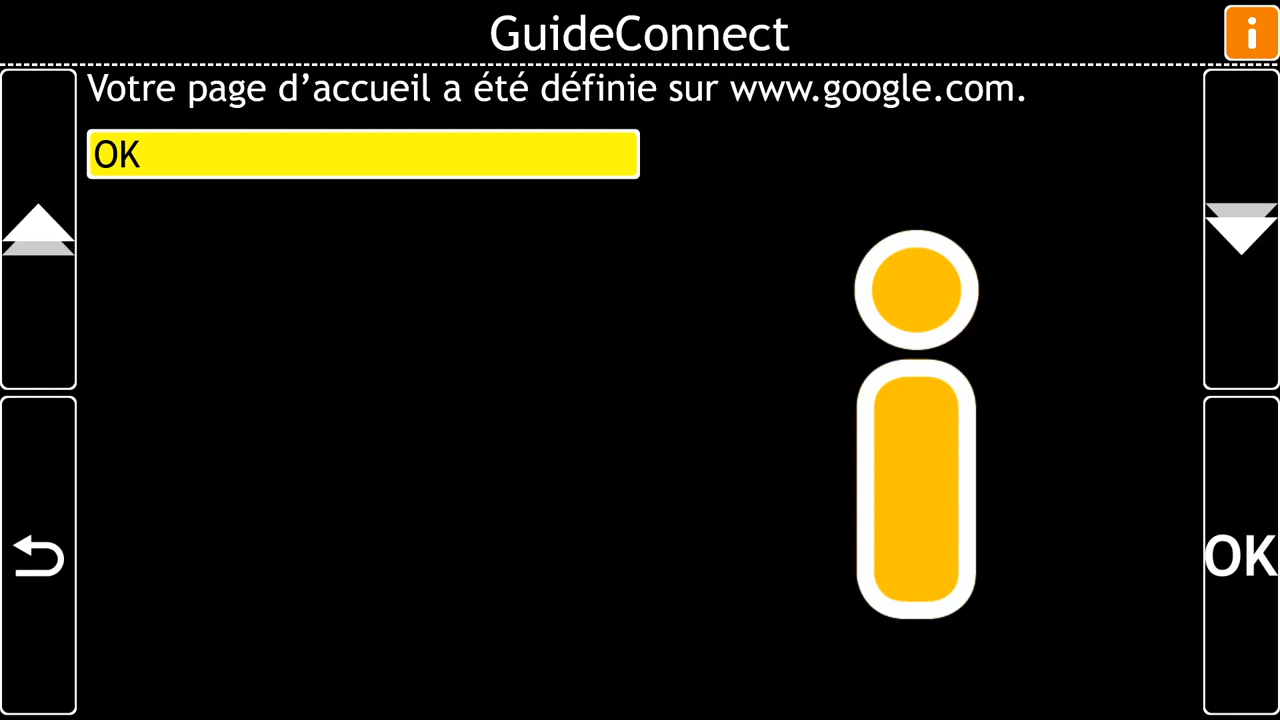 GuideConnect
i
Votre page d’accueil a été définie sur www.google.com.
OK
OK